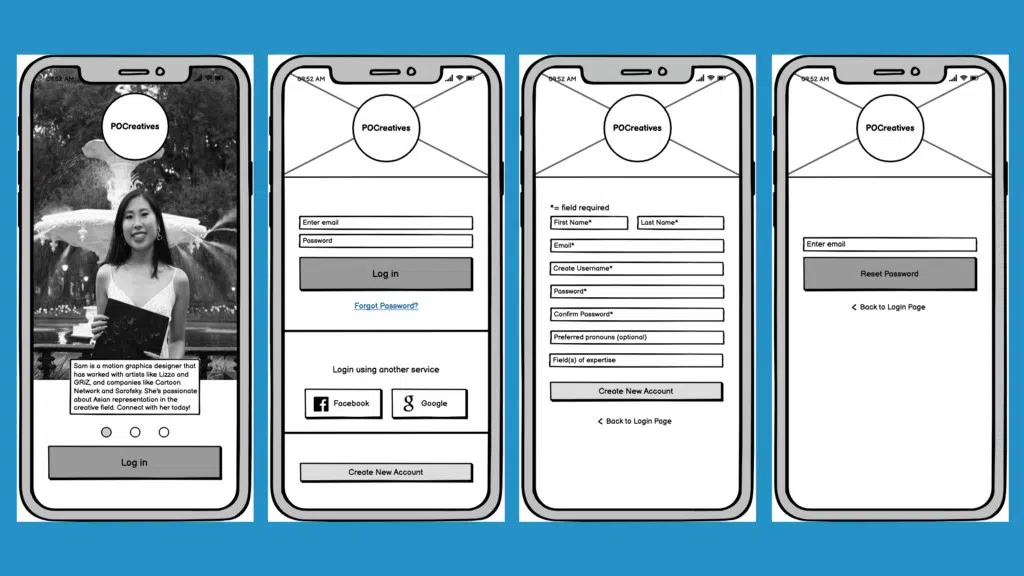 09:52 AM
POCreatives
Sam is a motion graphics designer that
has worked with artists like Lizzo and
GRiZ, and companies like Cartoon
Network and Sarofsky. She's passionate
about Asian representation in the
creative field. Connect with her today!
Log in
09:52 AM
POCreatives
Enter email
Password
Log in
Forgot Password?
Login using another service
Facebook
Google
Create New Account
09:52 AM
POCreatives
*= field required
First Name*
Last Name*
Email*
Create Username*
Password*
Confirm Password*
Preferred pronouns (optional)
Field(s) of expertise
Create New Account
< Back to Login Page
09:52 AM
POCreatives
Enter email
Reset Password
< Back to Login Page